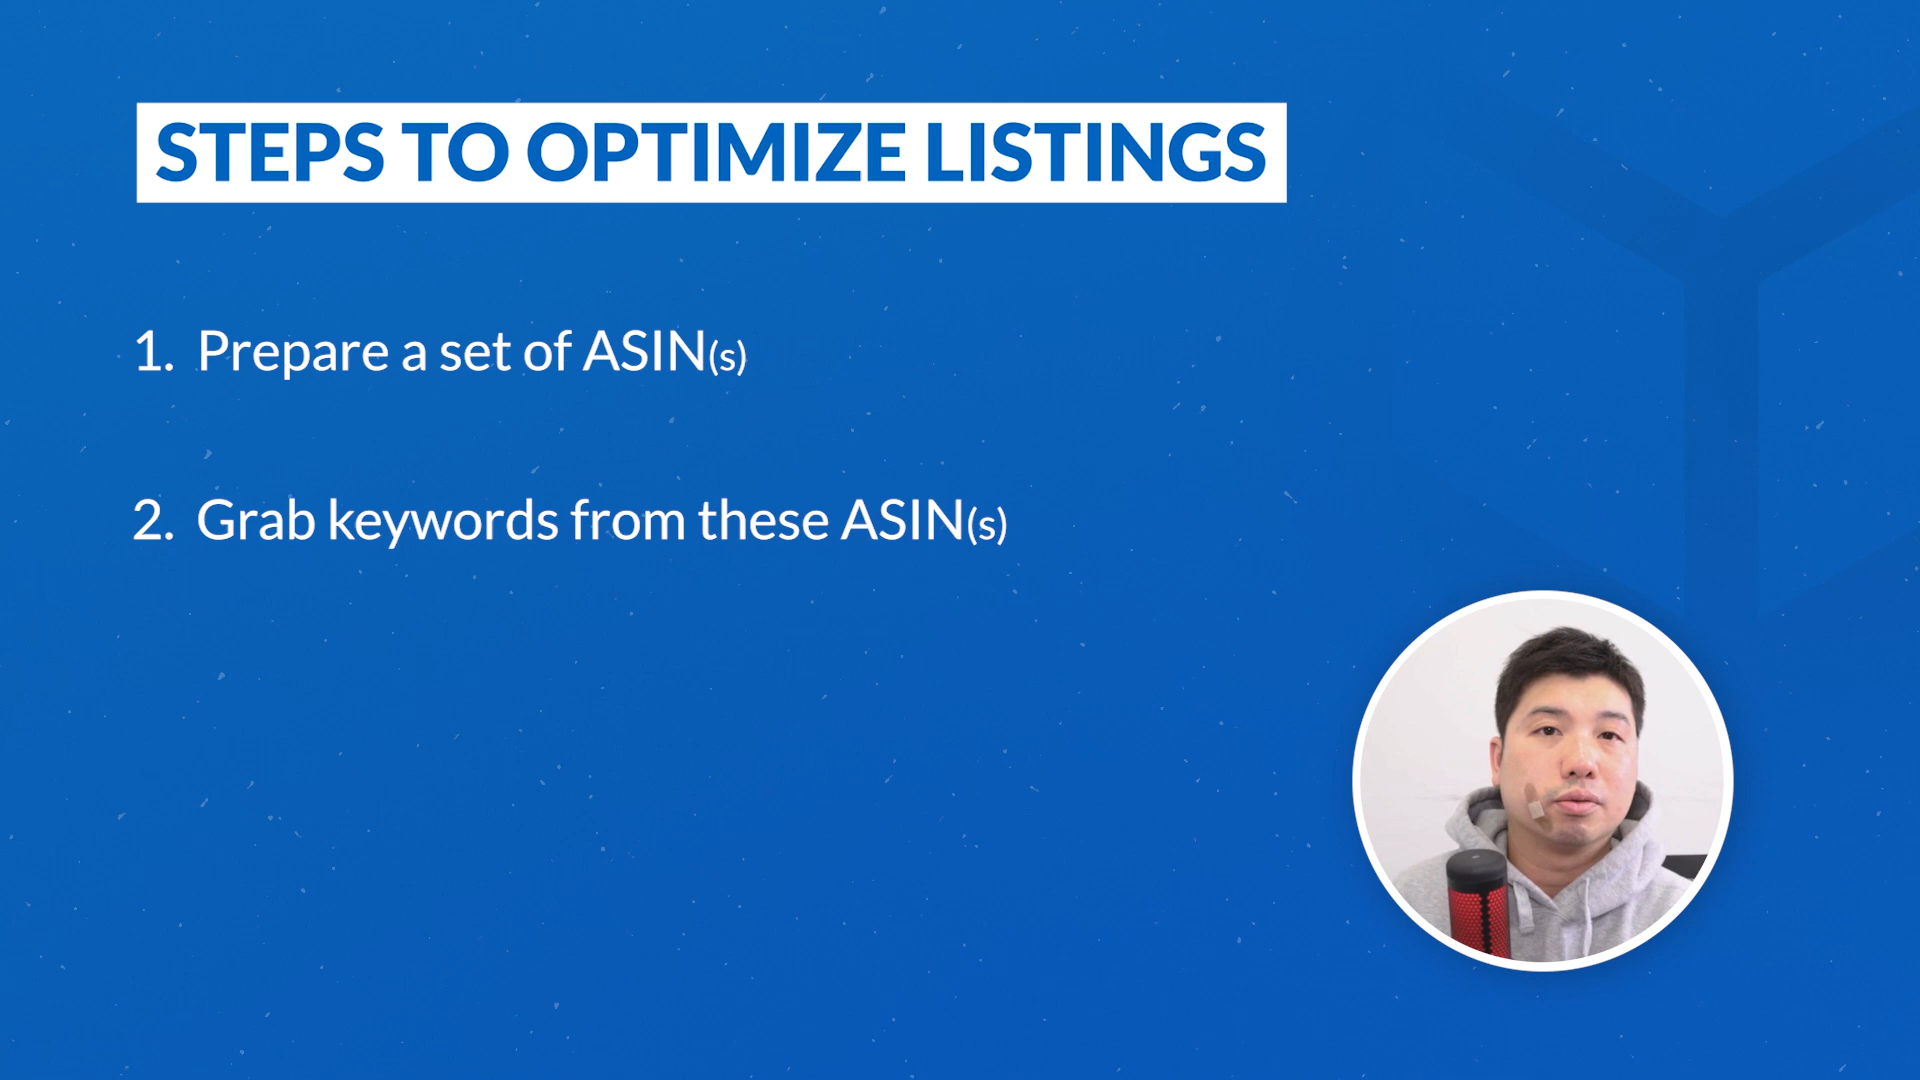 STEPS TO OPTIMIZE LISTINGS
1. Prepare a set of ASIN(s)
2. Grab keywords from these ASIN(s)